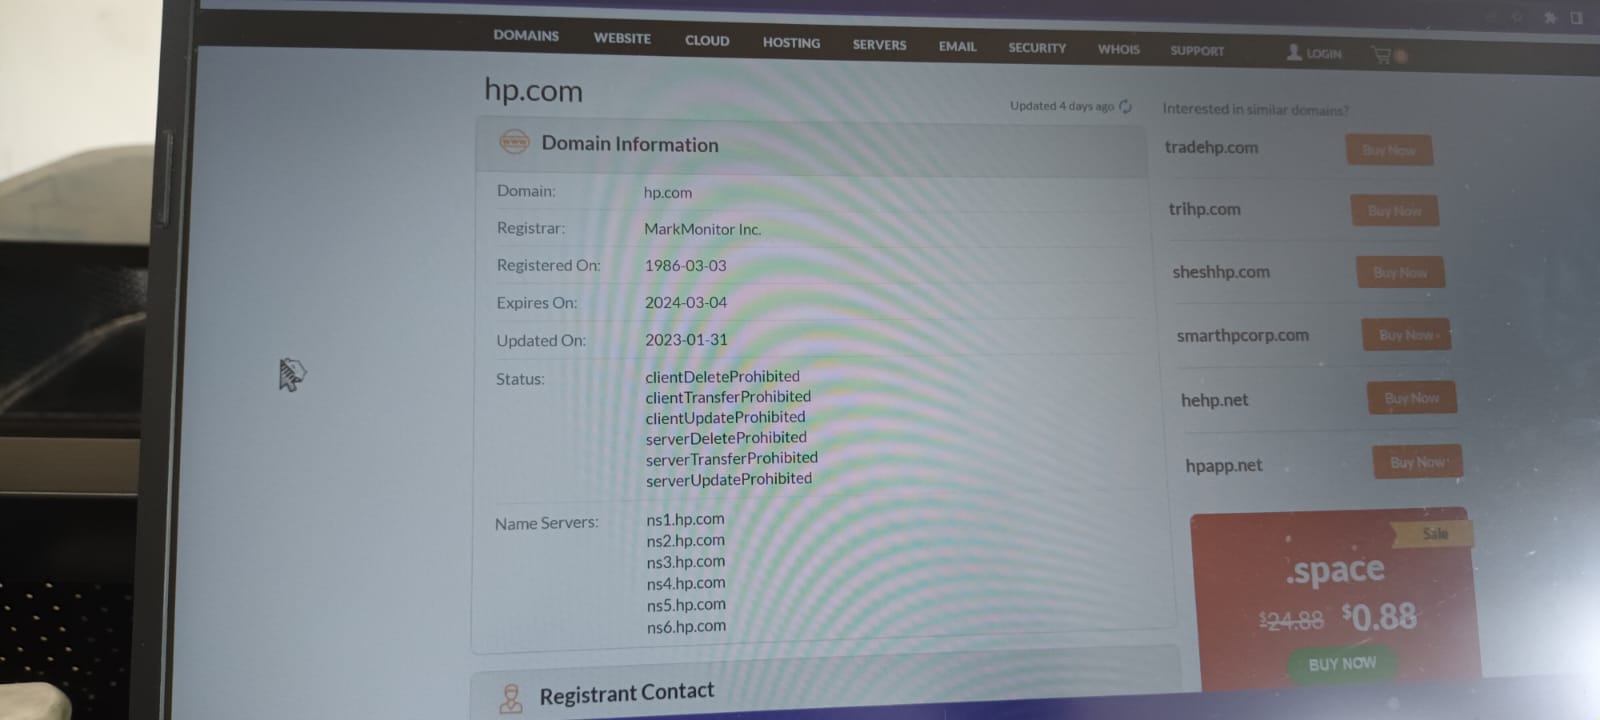 DOMAINS WEBSITE CLOUD HOSTING SERVERS EMAIL SECURITY WHOIS SUPPORT LOGIN
hp.com
Updated 4 days ago
www
Domain Information
Domain: hp.com
Registrar: MarkMonitor Inc.
Registered On: 1986-03-03
Expires On: 2024-03-04
Updated On: 2023-01-31
Status: clientDeleteProhibited
clientTransferProhibited
clientUpdateProhibited
serverDeleteProhibited
serverTransferProhibited
serverUpdateProhibited
Name Servers: ns1.hp.com
ns2.hp.com
ns3.hp.com
ns4.hp.com
ns5.hp.com
ns6.hp.com
Registrant Contact
Interested in similar domains?
tradehp.com Buy Now
trihp.com Buy Now
sheshhp.com Buy Now
smarthpcorp.com Buy Now
hehp.net Buy Now
hpapp.net Buy Now
Sale
.space
$24.88 $0.88
BUY NOW